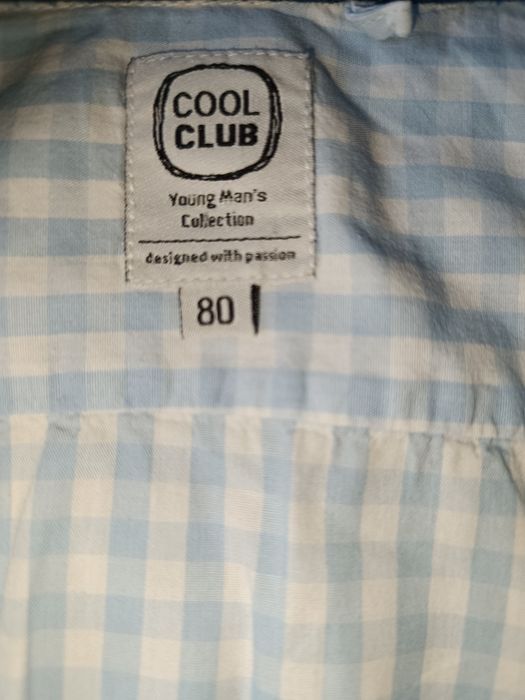 COOL
CLUB
Young Man's
Collection
designed with passion
80